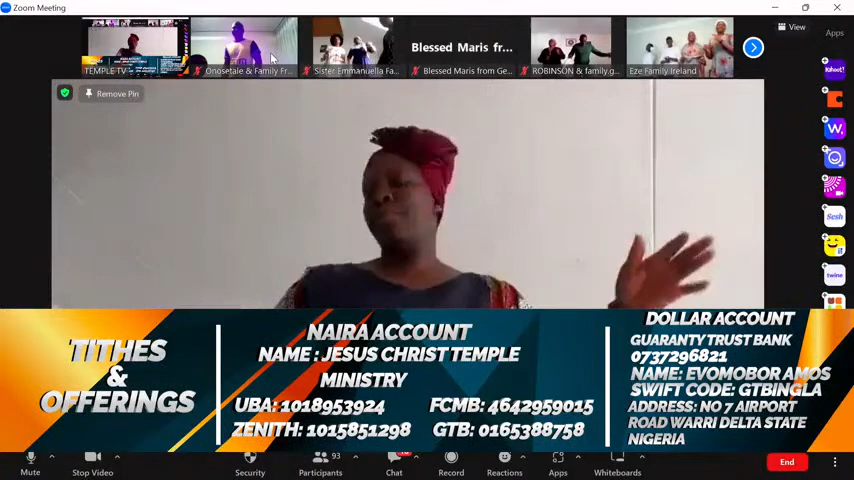 Zoom Meeting
View
Apps
TEMPLE TV
Onosetale & Family Fr...
Sister Emmanuella Fa...
Blessed Maris fr...
Blessed Maris from Ge...
ROBINSON & family.g...
Eze Family Ireland
Remove Pin
Yahoo!
Sesh
twine
TITHES
&
OFFERINGS
NAIRA ACCOUNT
NAME : JESUS CHRIST TEMPLE
MINISTRY
UBA: 1018953924 FCMB: 4642959015
ZENITH: 1015851298 GTB: 0165388758
DOLLAR ACCOUNT
GUARANTY TRUST BANK
0737296821
NAME: EVOMOBOR AMOS
SWIFT CODE: GTBINGLA
ADDRESS: NO 7 AIRPORT
ROAD WARRI DELTA STATE
NIGERIA
Mute
Stop Video
Security
Participants
93
Chat
Record
Reactions
Apps
Whiteboards
End